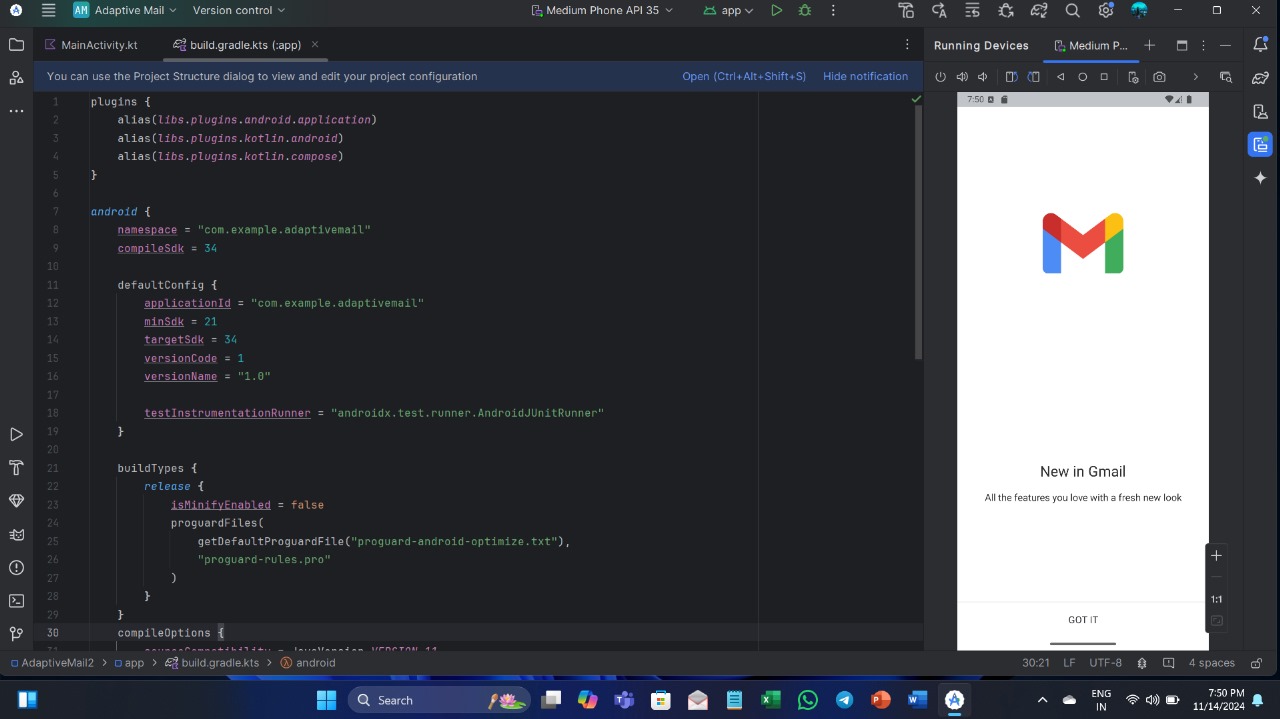 AM Adaptive Mail
Version control
Medium Phone API 35
app
MainActivity.kt
build.gradle.kts (:app)
Running Devices
Medium P...
You can use the Project Structure dialog to view and edit your project configuration
Open (Ctrl+Alt+Shift+S)
Hide notification
7:50
1 plugins {
2 alias(libs.plugins.android.application)
3 alias(libs.plugins.kotlin.android)
4 alias(libs.plugins.kotlin.compose)
5 }
6
7 android {
8 namespace = "com.example.adaptivemail"
9 compileSdk = 34
10
11 defaultConfig {
12 applicationId = "com.example.adaptivemail"
13 minSdk = 21
14 targetSdk = 34
15 versionCode = 1
16 versionName = "1.0"
17
18 testInstrumentationRunner = "androidx.test.runner.AndroidJUnitRunner"
19 }
20
21 buildTypes {
22 release {
23 isMinifyEnabled = false
24 proguardFiles(
25 getDefaultProguardFile("proguard-android-optimize.txt"),
26 "proguard-rules.pro"
27 )
28 }
29 }
30 compileOptions {
New in Gmail
All the features you love with a fresh new look
GOT IT
1:1
AdaptiveMail2 > app > build.gradle.kts > android
30:21 LF UTF-8 4 spaces
Search
ENG
IN
7:50 PM
11/14/2024